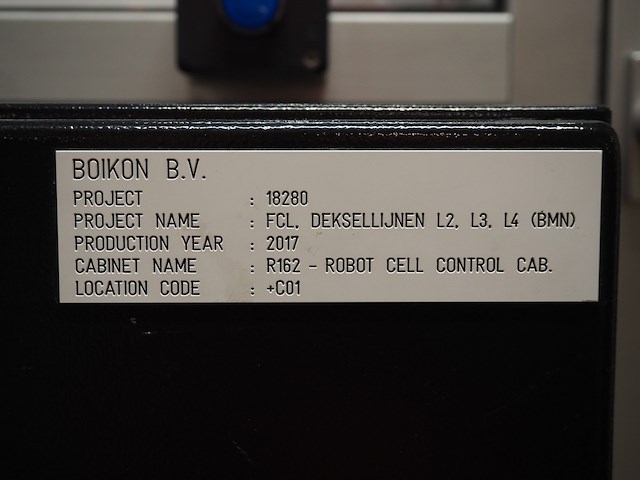 BOIKON B.V.
PROJECT : 18280
PROJECT NAME : FCL, DEKSELLIJNEN L2, L3, L4 (BMN)
PRODUCTION YEAR : 2017
CABINET NAME : R162 - ROBOT CELL CONTROL CAB.
LOCATION CODE : +C01